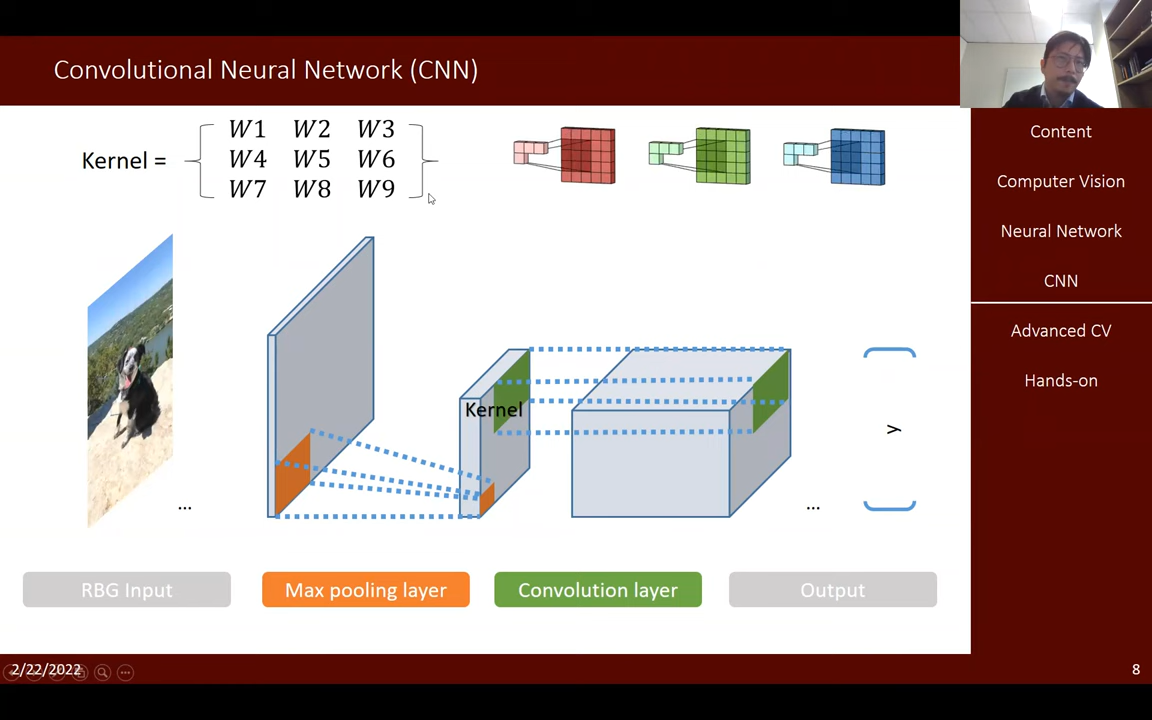 Convolutional Neural Network (CNN)
Kernel =
W1 W2 W3
W4 W5 W6
W7 W8 W9
Kernel
...
...
Y
RBG Input
Max pooling layer
Convolution layer
Output
Content
Computer Vision
Neural Network
CNN
Advanced CV
Hands-on
2/22/2022
8